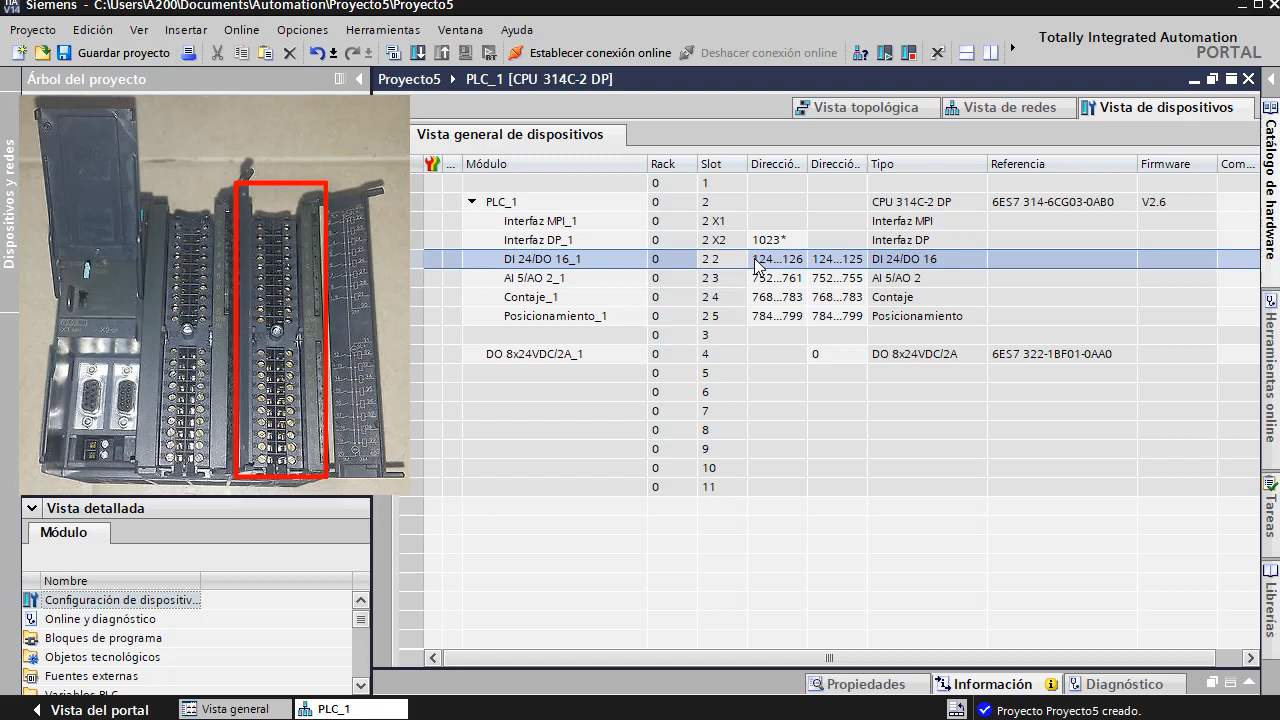 Siemens - C:\Users\A200\Documents\Automation\Proyecto5\Proyecto5
V14
Proyecto Edición Ver Insertar Online Opciones Herramientas Ventana Ayuda
Totally Integrated Automation
PORTAL
Guardar proyecto Establecer conexión online Deshacer conexión online
Árbol del proyecto
Proyecto5 PLC_1 [CPU 314C-2 DP]
Vista topológica Vista de redes Vista de dispositivos
Vista general de dispositivos
... Módulo Rack Slot Direcció.. Direcció.. Tipo Referencia Firmware Com...
0 1
PLC_1 0 2 CPU 314C-2 DP 6ES7 314-6CG03-0AB0 V2.6
Interfaz MPI_1 0 2 X1 Interfaz MPI
Interfaz DP_1 0 2 X2 1023* Interfaz DP
DI 24/DO 16_1 0 2 2 124...126 124...125 DI 24/DO 16
AI 5/AO 2_1 0 2 3 752...761 752...755 AI 5/AO 2
Contaje_1 0 2 4 768...783 768...783 Contaje
Posicionamiento_1 0 2 5 784...799 784...799 Posicionamiento
0 3
DO 8x24VDC/2A_1 0 4 0 DO 8x24VDC/2A 6ES7 322-1BF01-0AA0
0 5
0 6
0 7
0 8
0 9
0 10
0 11
Dispositivos y redes
Catálogo de hardware
Herramientas online
Tareas
Librerías
Vista detallada
Módulo
Nombre
Configuración de dispositiv...
Online y diagnóstico
Bloques de programa
Objetos tecnológicos
Fuentes externas
Variables PLC
Propiedades Información Diagnóstico
Vista del portal Vista general PLC_1 Proyecto Proyecto5 creado.